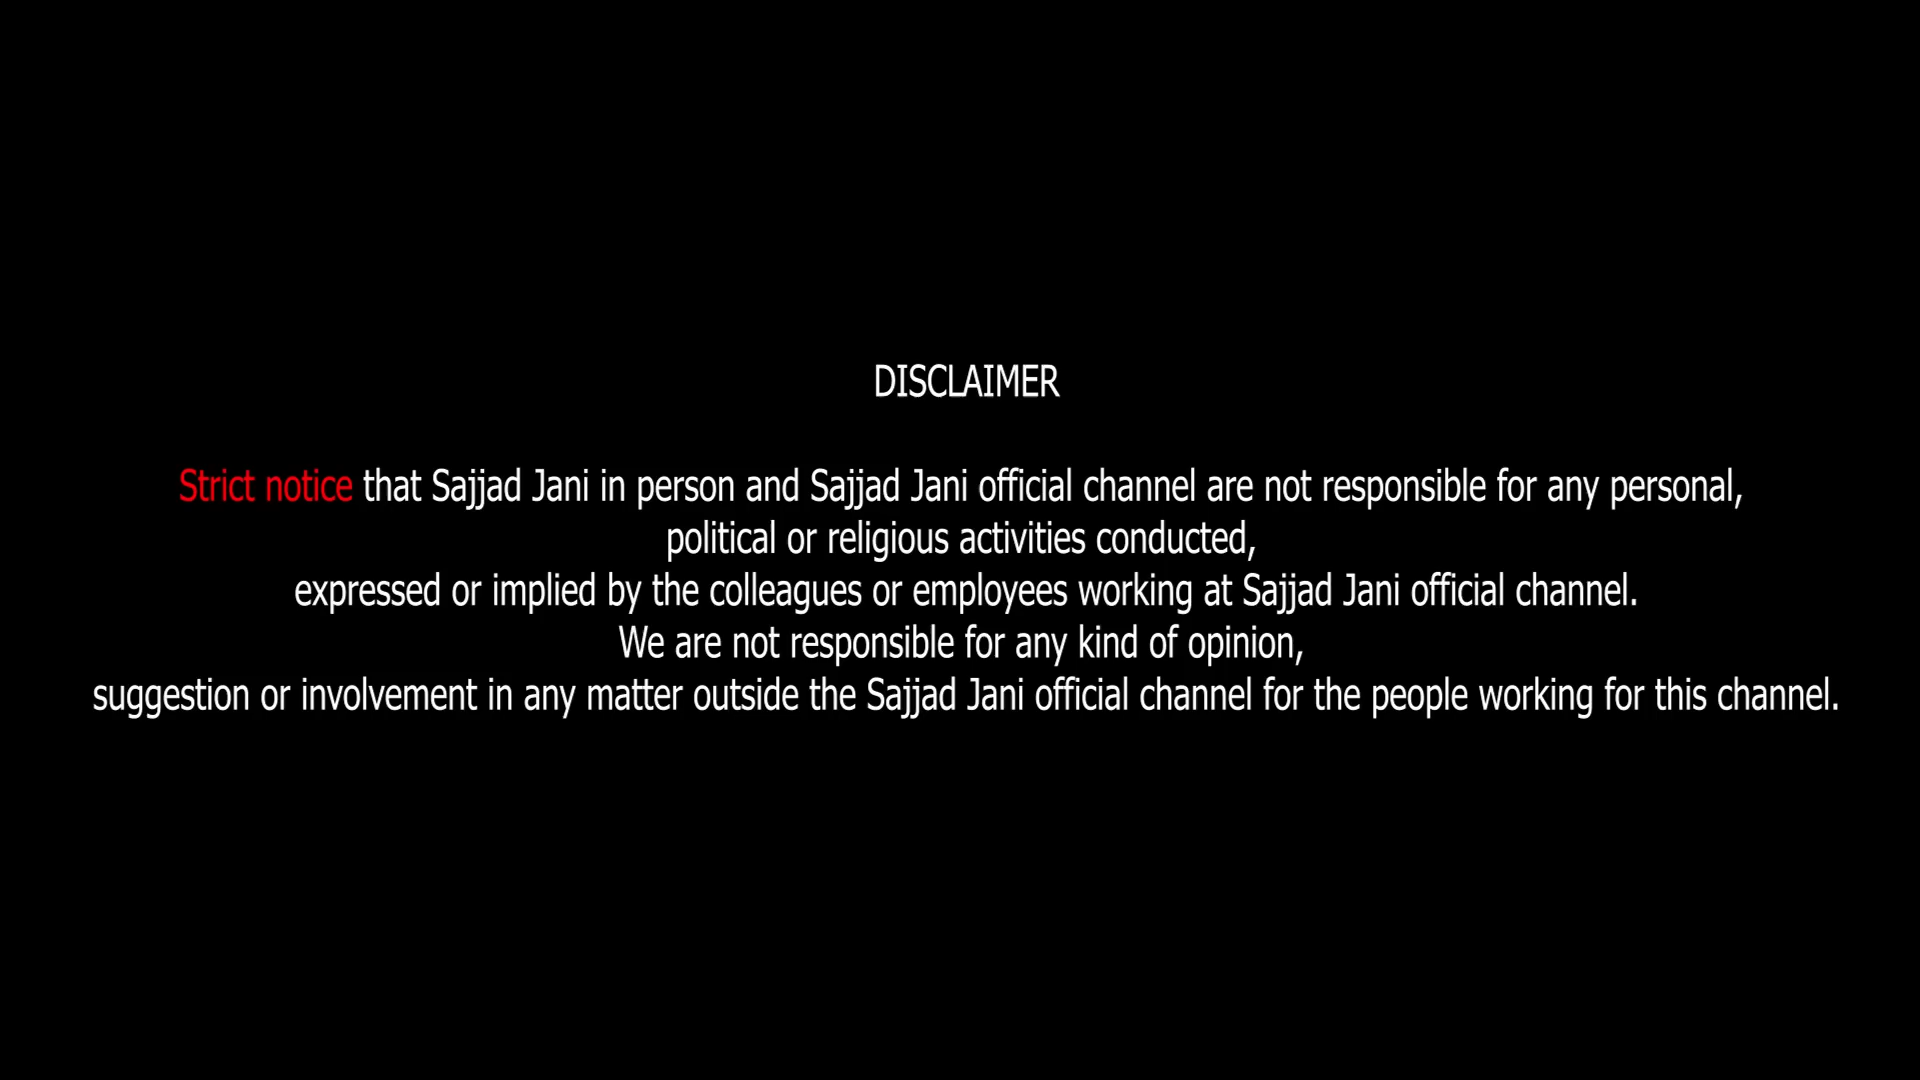 DISCLAIMER
Strict notice that Sajjad Jani in person and Sajjad Jani official channel are not responsible for any personal,
political or religious activities conducted,
expressed or implied by the colleagues or employees working at Sajjad Jani official channel.
We are not responsible for any kind of opinion,
suggestion or involvement in any matter outside the Sajjad Jani official channel for the people working for this channel.